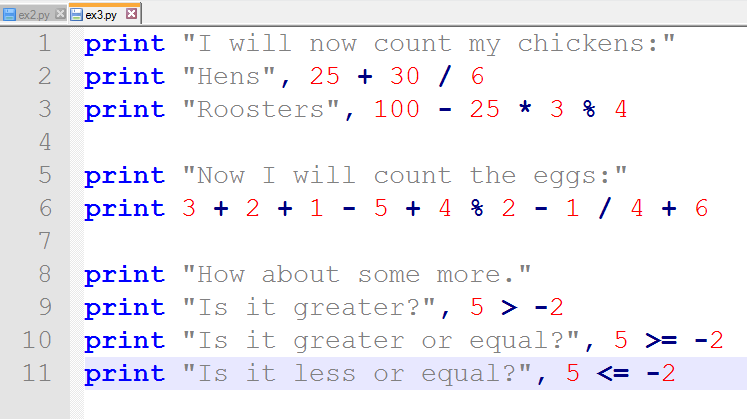 ex2.py ex3.py
1 print "I will now count my chickens:"
2 print "Hens", 25 + 30 / 6
3 print "Roosters", 100 - 25 * 3 % 4
4
5 print "Now I will count the eggs:"
6 print 3 + 2 + 1 - 5 + 4 % 2 - 1 / 4 + 6
7
8 print "How about some more."
9 print "Is it greater?", 5 > -2
10 print "Is it greater or equal?", 5 >= -2
11 print "Is it less or equal?", 5 <= -2